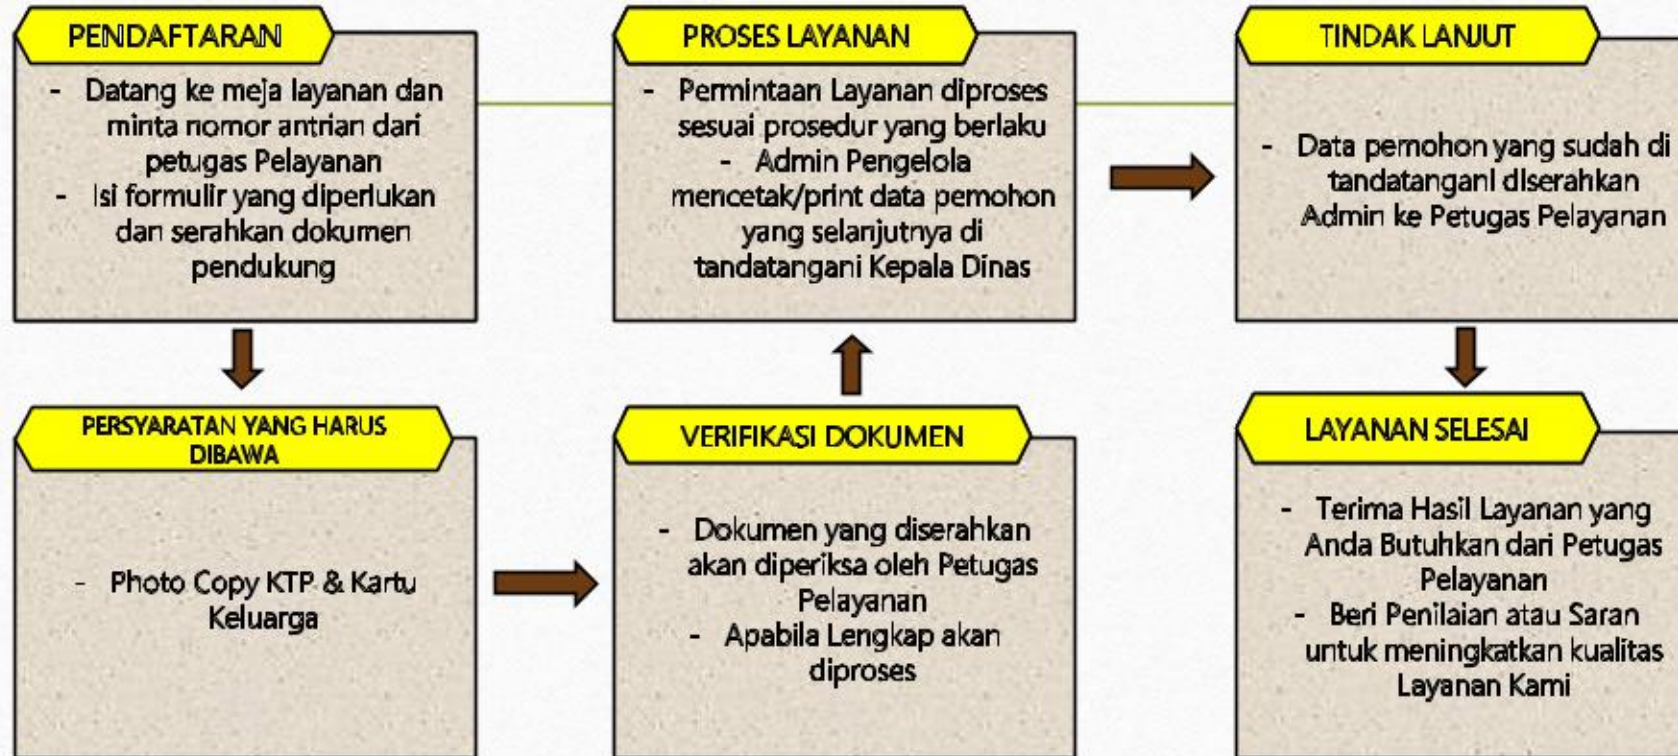 PENDAFTARAN
- Datang ke meja layanan dan
minta nomor antrian dari
petugas Pelayanan
- Isi formulir yang diperlukan
dan serahkan dokumen
pendukung
PERSYARATAN YANG HARUS
DIBAWA
- Photo Copy KTP & Kartu
Keluarga
VERIFIKASI DOKUMEN
- Dokumen yang diserahkan
akan diperiksa oleh Petugas
Pelayanan
- Apabila Lengkap akan
diproses
PROSES LAYANAN
- Permintaan Layanan diproses
sesuai prosedur yang berlaku
- Admin Pengelola
mencetak/print data pemohon
yang selanjutnya di
tandatangani Kepala Dinas
TINDAK LANJUT
- Data pemohon yang sudah di
tandatangani diserahkan
Admin ke Petugas Pelayanan
LAYANAN SELESAI
- Terima Hasil Layanan yang
Anda Butuhkan dari Petugas
Pelayanan
- Beri Penilaian atau Saran
untuk meningkatkan kualitas
Layanan Kami